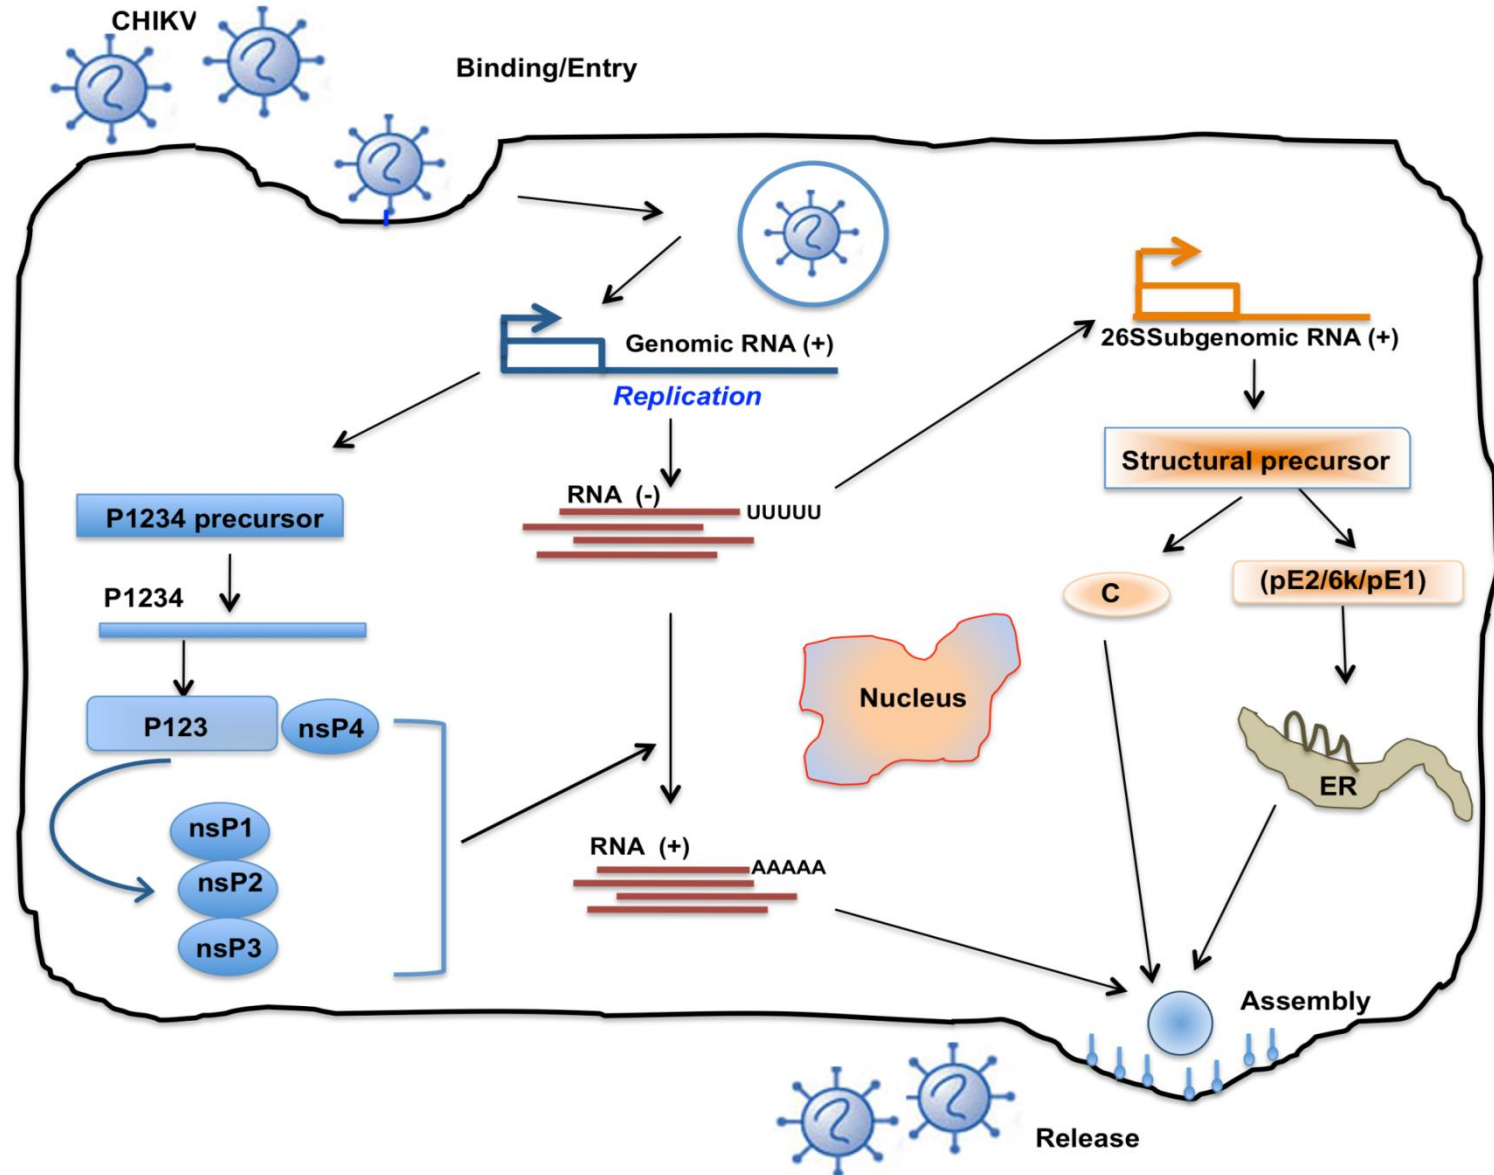 CHIKV
Binding/Entry
Genomic RNA (+)
Replication
26SSubgenomic RNA (+)
Structural precursor
RNA (-)
UUUUU
P1234 precursor
P1234
C
(pE2/6k/pE1)
P123
nsP4
Nucleus
ER
nsP1
nsP2
nsP3
RNA (+)
AAAAA
Assembly
Release